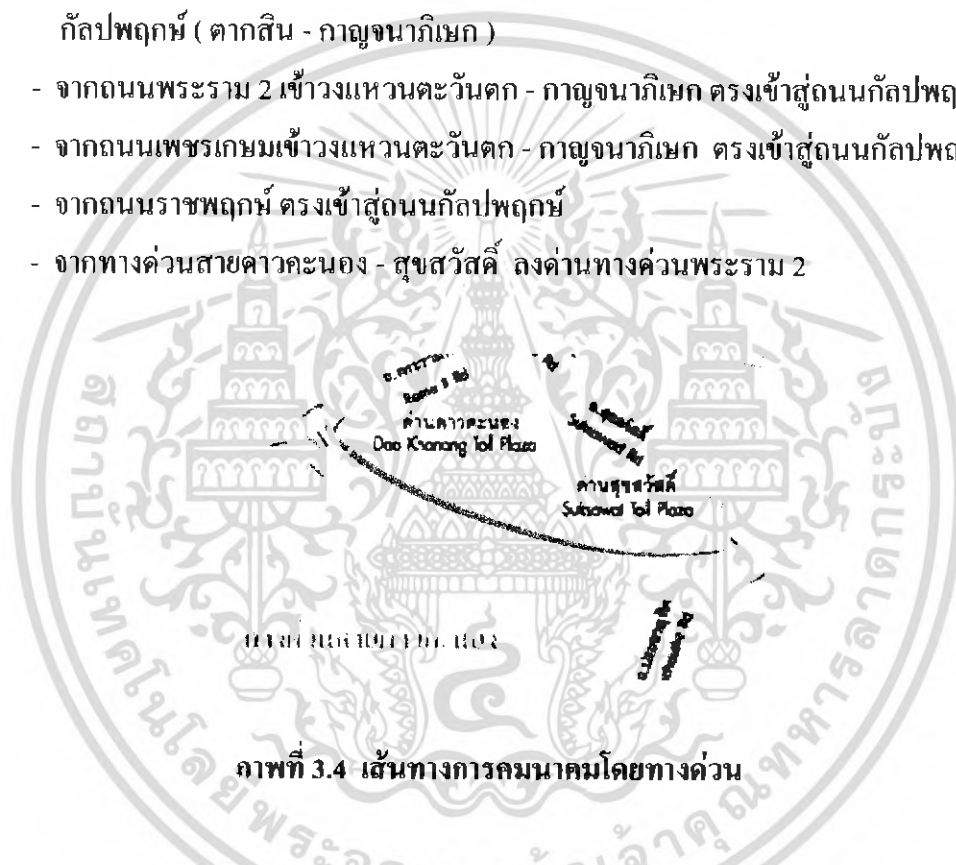 กัลปพฤกษ์ ( ตากสิน - กาญจนาภิเษก )
- จากถนนพระราม 2 เข้าวงแหวนตะวันตก - กาญจนาภิเษก ตรงเข้าสู่ถนนกัลปพฤ
- จากถนนเพชรเกษมเข้าวงแหวนตะวันตก - กาญจนาภิเษก ตรงเข้าสู่ถนนกัลปพฤ
- จากถนนราชพฤกษ์ ตรงเข้าสู่ถนนกัลปพฤกษ์
- จากทางด่วนสายดาวคะนอง - สุขสวัสดิ์ ลงด่านทางด่วนพระราม 2
ด่านดาวคะนอง
Dao Khanong Toll Plaza
ถ.สุขสวัสดิ์
Suksawat Rd
ด่านสุขสวัสดิ์
Suksawat Toll Plaza
ภาพที่ 3.4 เส้นทางการคมนาคมโดยทางด่วน